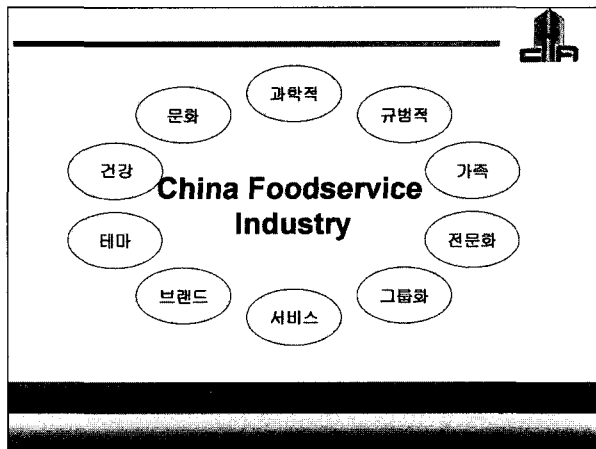 과학적
문화
규범적
건강
가족
China Foodservice
Industry
테마
전문화
브랜드
그룹화
서비스